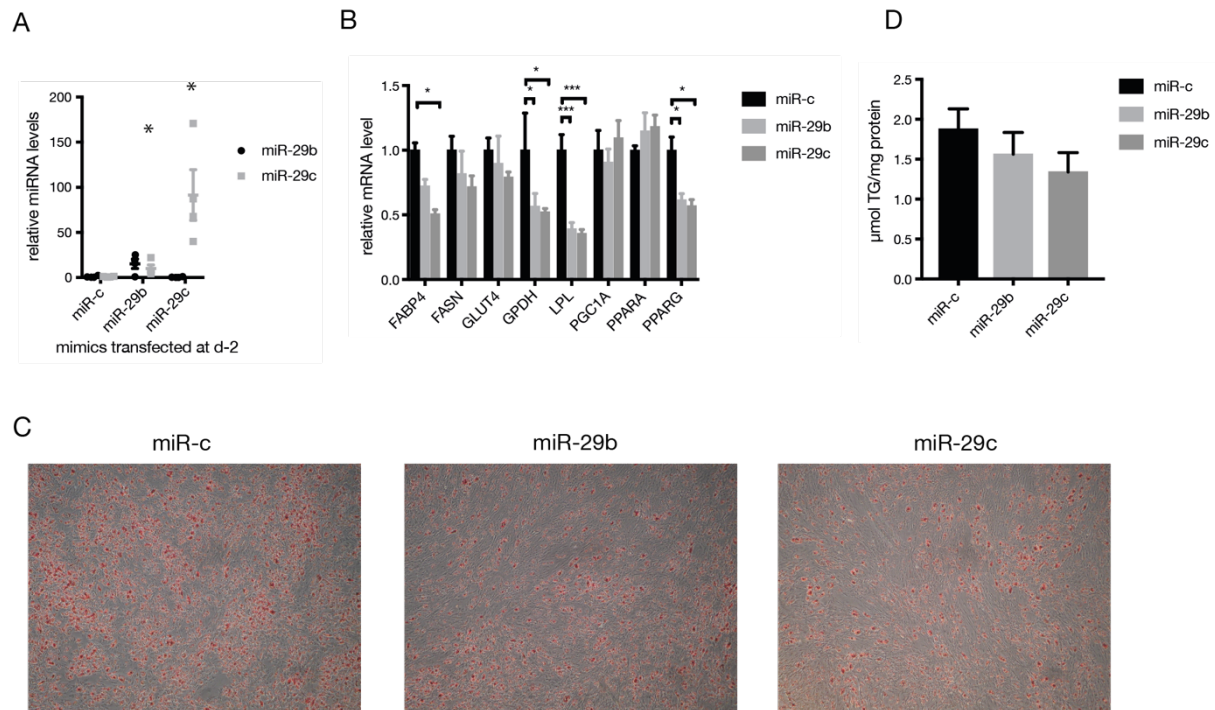 A
relative miRNA levels
200
150
100
50
0
*
*
miR-29b
miR-29c
miR-c
miR-29b
miR-29c
mimics transfected at d-2
B
relative mRNA level
1.5
1.0
0.5
0.0
*
*
*
***
***
*
*
miR-c
miR-29b
miR-29c
FABP4
FASN
GLUT4
GPDH
LPL
PGC1A
PPARA
PPARG
D
µmol TG/mg protein
2.5
2.0
1.5
1.0
0.5
0.0
miR-c
miR-29b
miR-29c
miR-c
miR-29b
miR-29c
C
miR-c
miR-29b
miR-29c